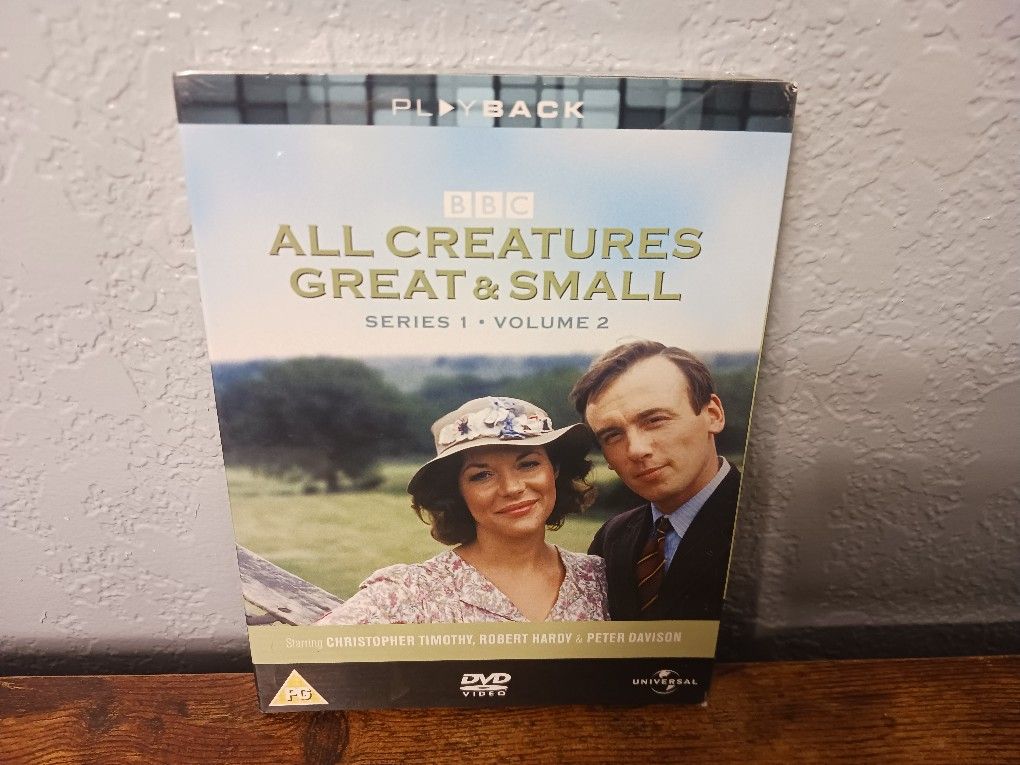 PLAYBACK
BBC
ALL CREATURES
GREAT & SMALL
SERIES 1 • VOLUME 2
Starring CHRISTOPHER TIMOTHY, ROBERT HARDY & PETER DAVISON
PG
DVD
VIDEO
UNIVERSAL